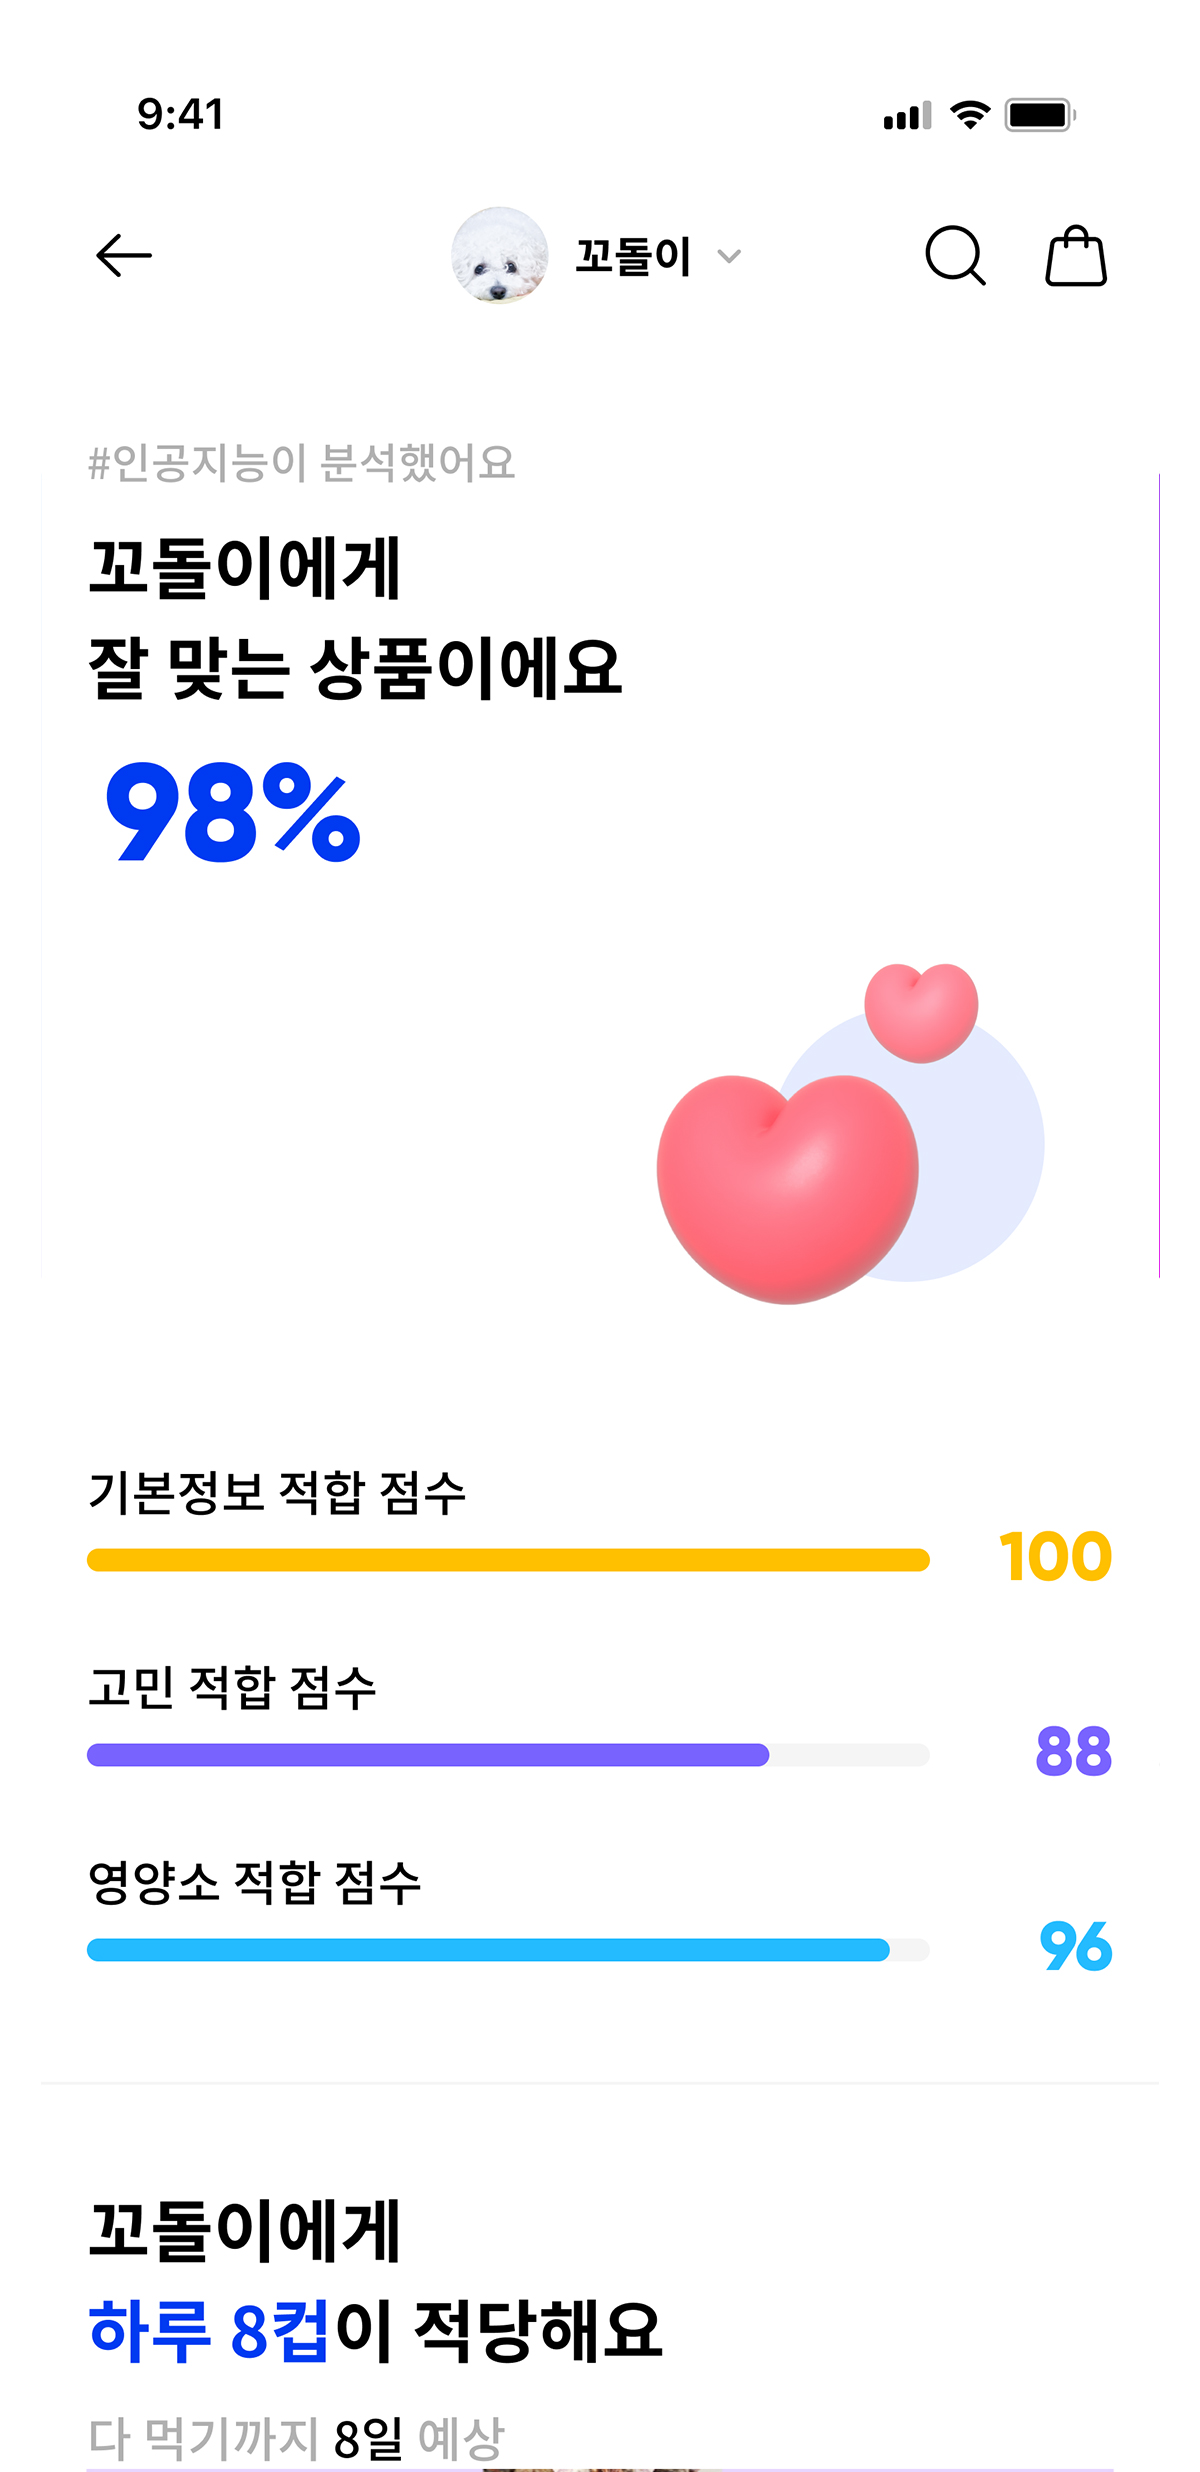 9:41
꼬돌이
#인공지능이 분석했어요
꼬돌이에게
잘 맞는 상품이에요
98%
기본정보 적합 점수
100
고민 적합 점수
88
영양소 적합 점수
96
꼬돌이에게
하루 8컵이 적당해요
다 먹기까지 8일 예상